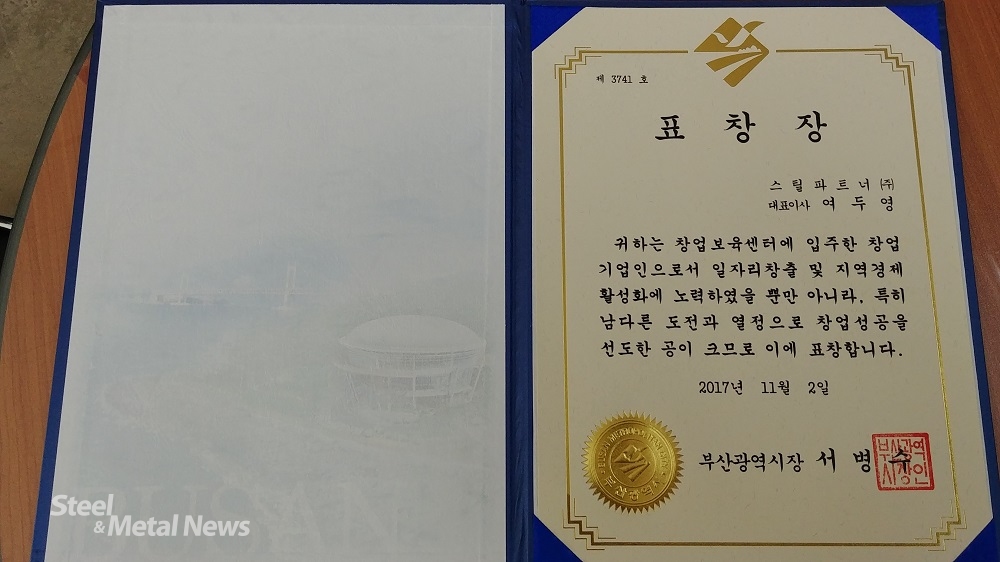 제 3741 호
표 창 장
스틸파트너㈜
대표이사 여 두 영
귀하는 창업보육센터에 입주한 창업
기업인으로서 일자리창출 및 지역경제
활성화에 노력하였을 뿐만 아니라, 특히
남다른 도전과 열정으로 창업성공을
선도한 공이 크므로 이에 표창합니다.
2017년 11월 2일
부산광역시장 서 병 수
부산광역
시장인
부산광역시
Steel
&Metal News